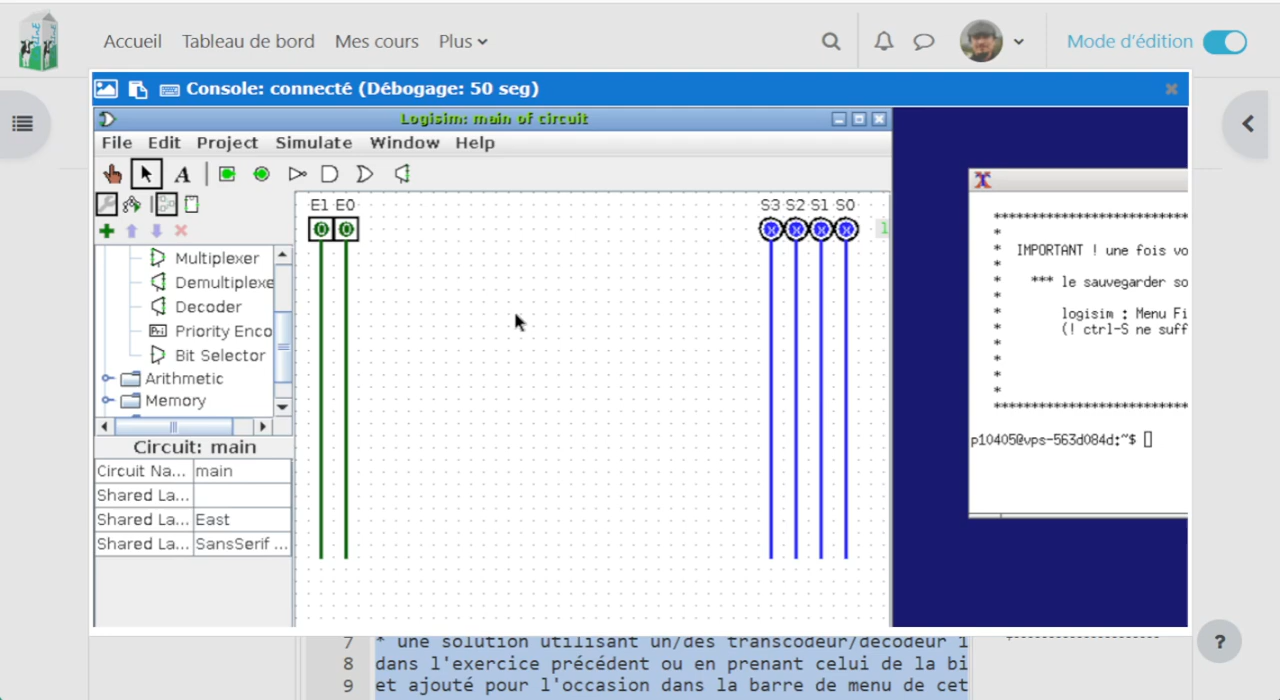 Accueil Tableau de bord Mes cours Plus Mode d'édition
Console: connecté (Débogage: 50 seg)
Logisim: main of circuit
File Edit Project Simulate Window Help
A
E1 E0 S3 S2 S1 S0
0 0 x x x x 1
Multiplexer
Demultiplexe
Decoder
Pri Priority Enco
Bit Selector
Arithmetic
Memory
Circuit: main
Circuit Na... main
Shared La...
Shared La... East
Shared La... SansSerif ...
*************************
*
* IMPORTANT ! une fois vo
*
* *** le sauvegarder so
*
* logisim : Menu Fi
* (! ctrl-S ne suff
*
*
*
*
*************************
p10405@vps-563d084d:~$
7 * une solution utilisant un/des transcodeur/décodeur 1
8 dans l'exercice précédent ou en prenant celui de la bi
9 et ajouté pour l'occasion dans la barre de menu de cet
?